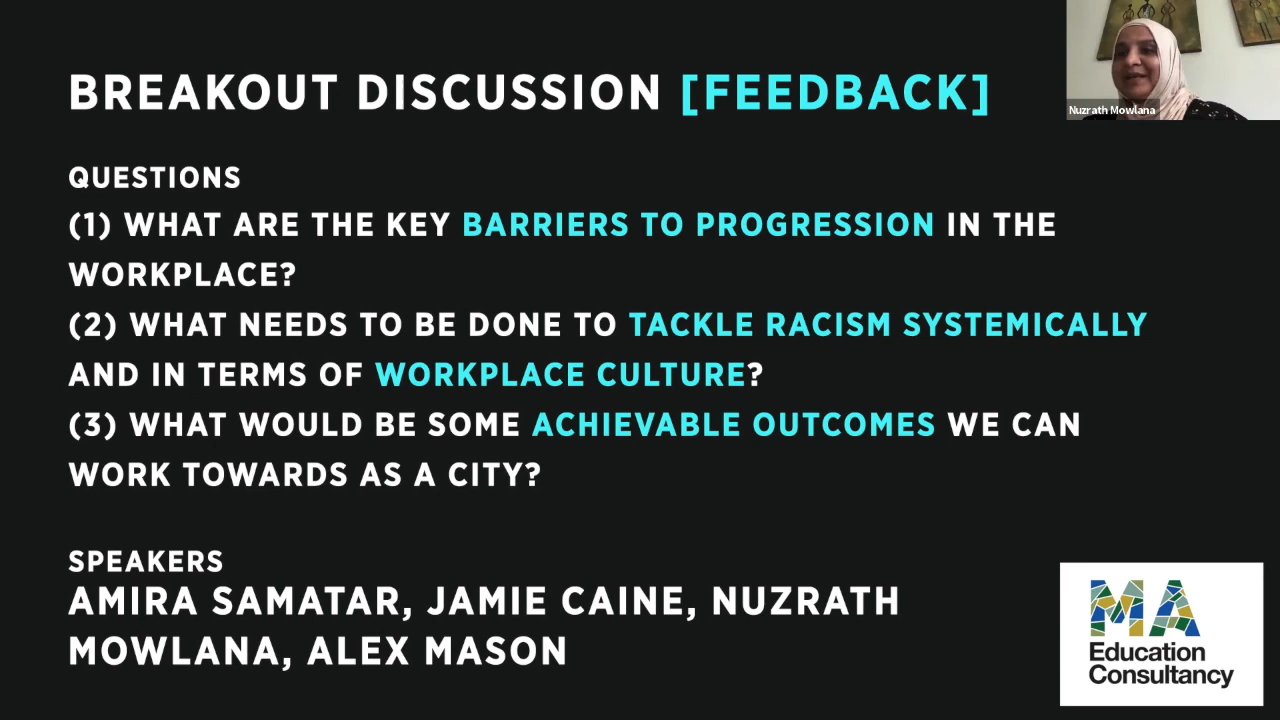 BREAKOUT DISCUSSION [FEEDBACK]
Nuzrath Mowlana
QUESTIONS
(1) WHAT ARE THE KEY BARRIERS TO PROGRESSION IN THE
WORKPLACE?
(2) WHAT NEEDS TO BE DONE TO TACKLE RACISM SYSTEMICALLY
AND IN TERMS OF WORKPLACE CULTURE?
(3) WHAT WOULD BE SOME ACHIEVABLE OUTCOMES WE CAN
WORK TOWARDS AS A CITY?
SPEAKERS
AMIRA SAMATAR, JAMIE CAINE, NUZRATH
MOWLANA, ALEX MASON
MA
Education
Consultancy